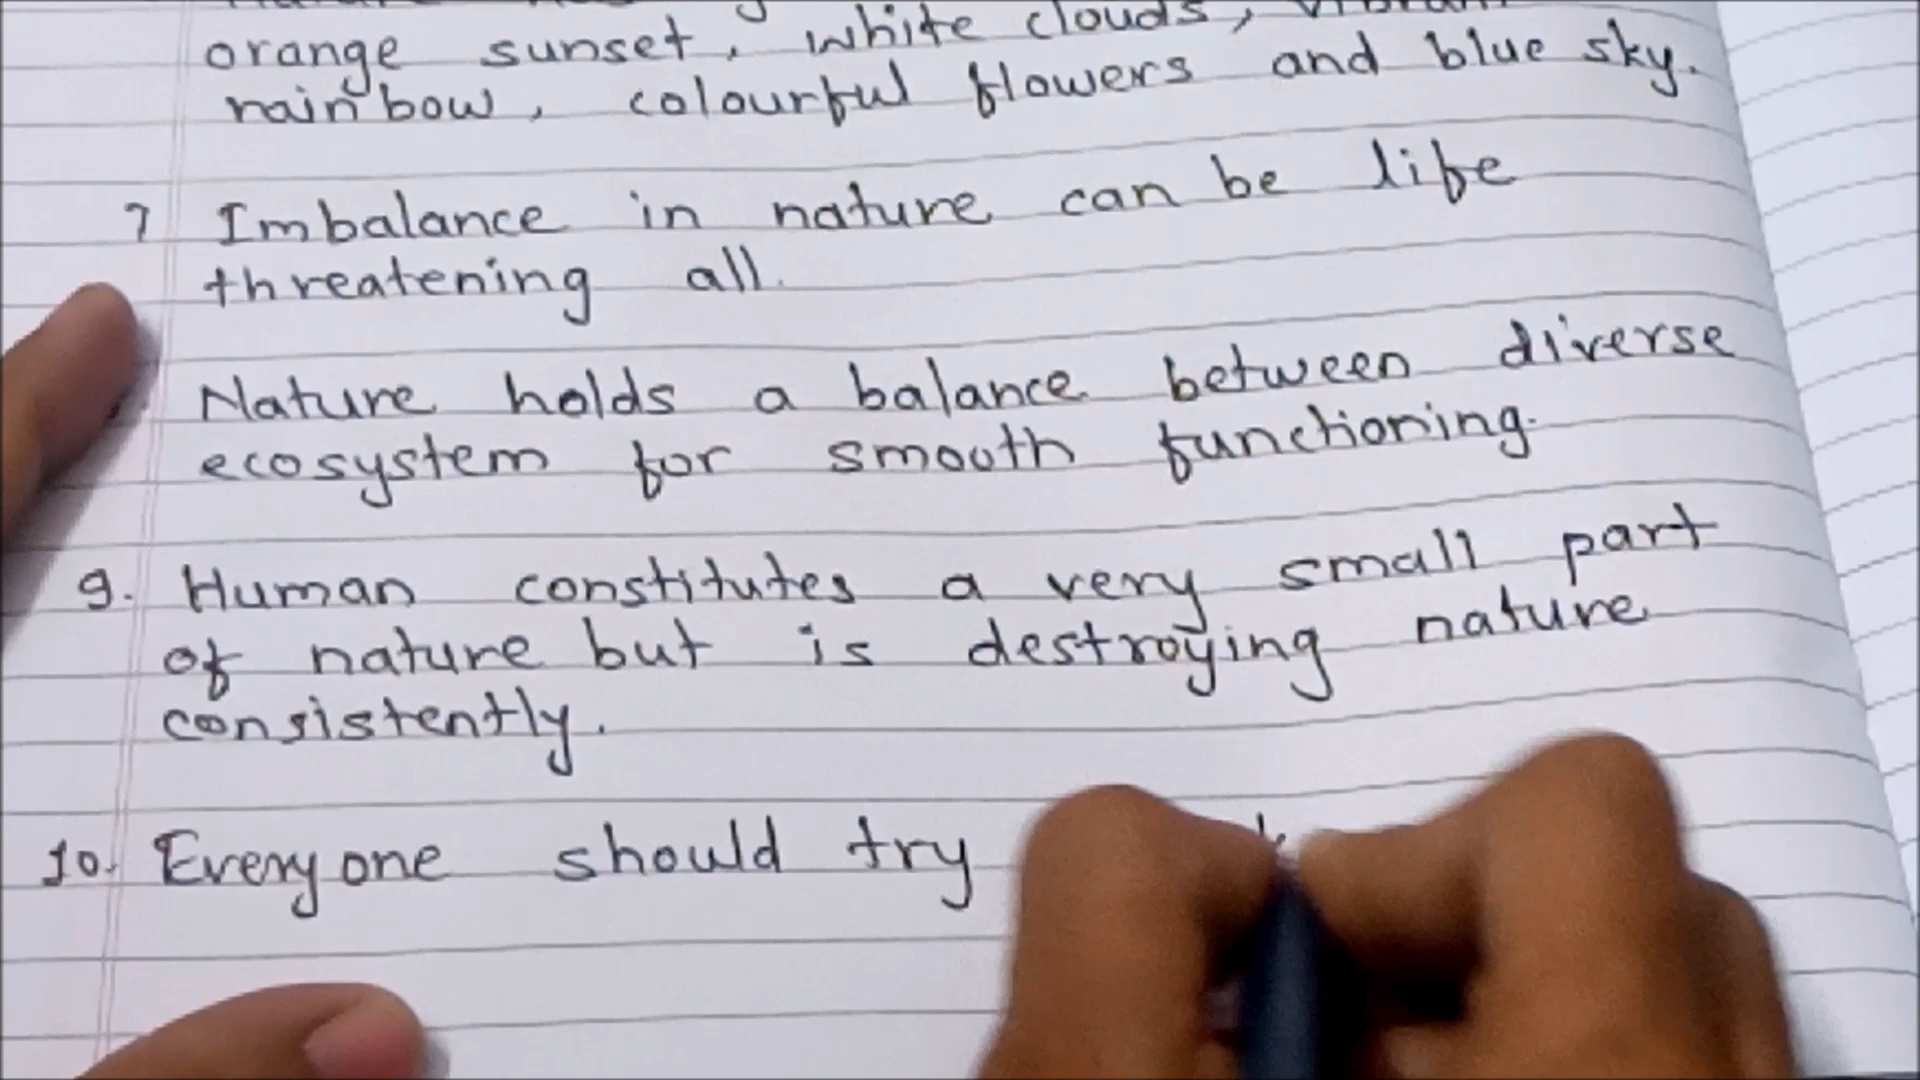 orange sunset, white clouds,
rainbow, colourful flowers and blue sky.
7 Imbalance in nature can be life
threatening all.
Nature holds a balance between diverse
ecosystem for smooth functioning.
9. Human constitutes a very small part
of nature but is destroying nature
consistently.
10. Everyone should try